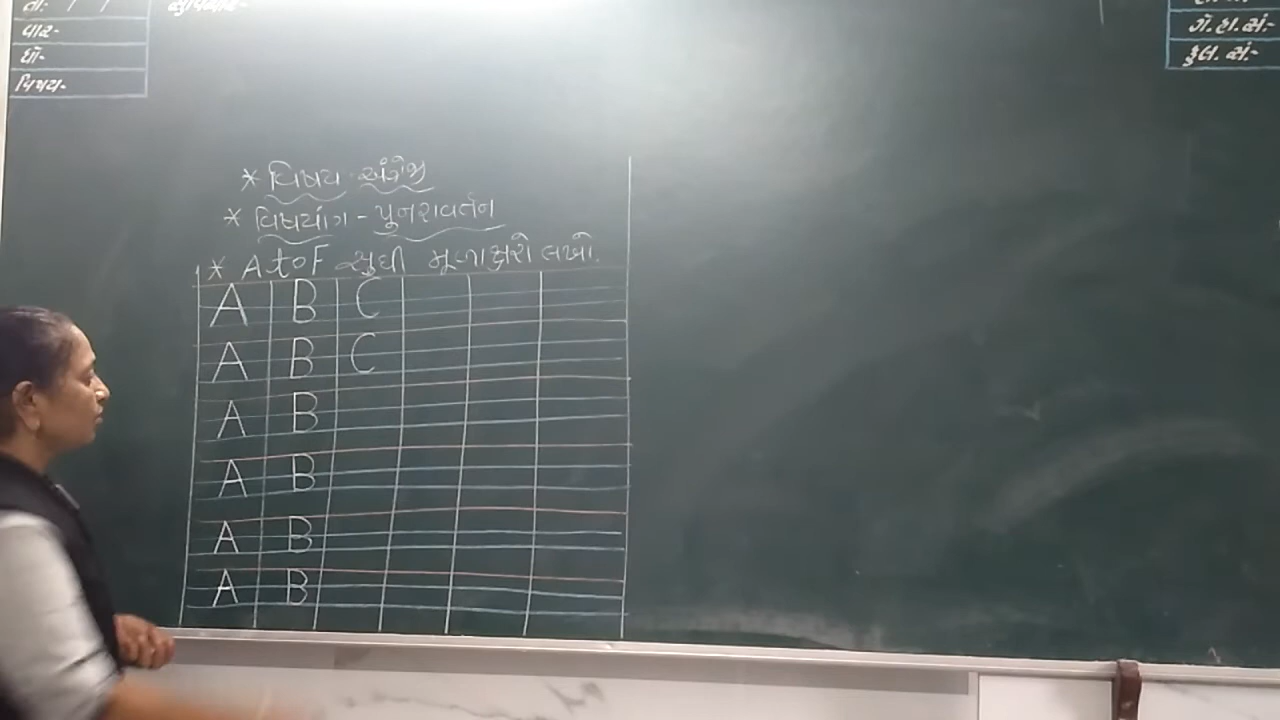 તા:- / /
સુવિચાર:-
વાર-
ઘો-
વિષય-
ગે.હા.સં:-
કુલ.સં:-
* વિષય - અંગ્રેજી
* વિષયાંગ - પુનરાવર્તન
* A to F સુધી મૂળાક્ષરો લખો.
A B C
A B C
A B
A B
A B
A B